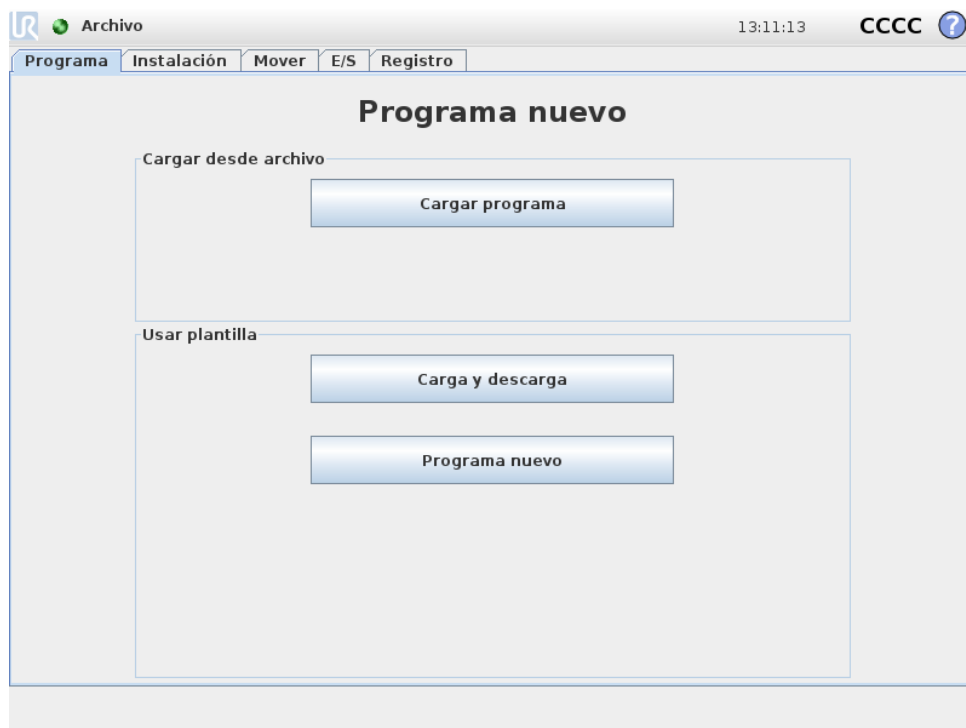 UR Archivo 13:11:13 CCCC ?
Programa Instalación Mover E/S Registro
Programa nuevo
Cargar desde archivo
Cargar programa
Usar plantilla
Carga y descarga
Programa nuevo